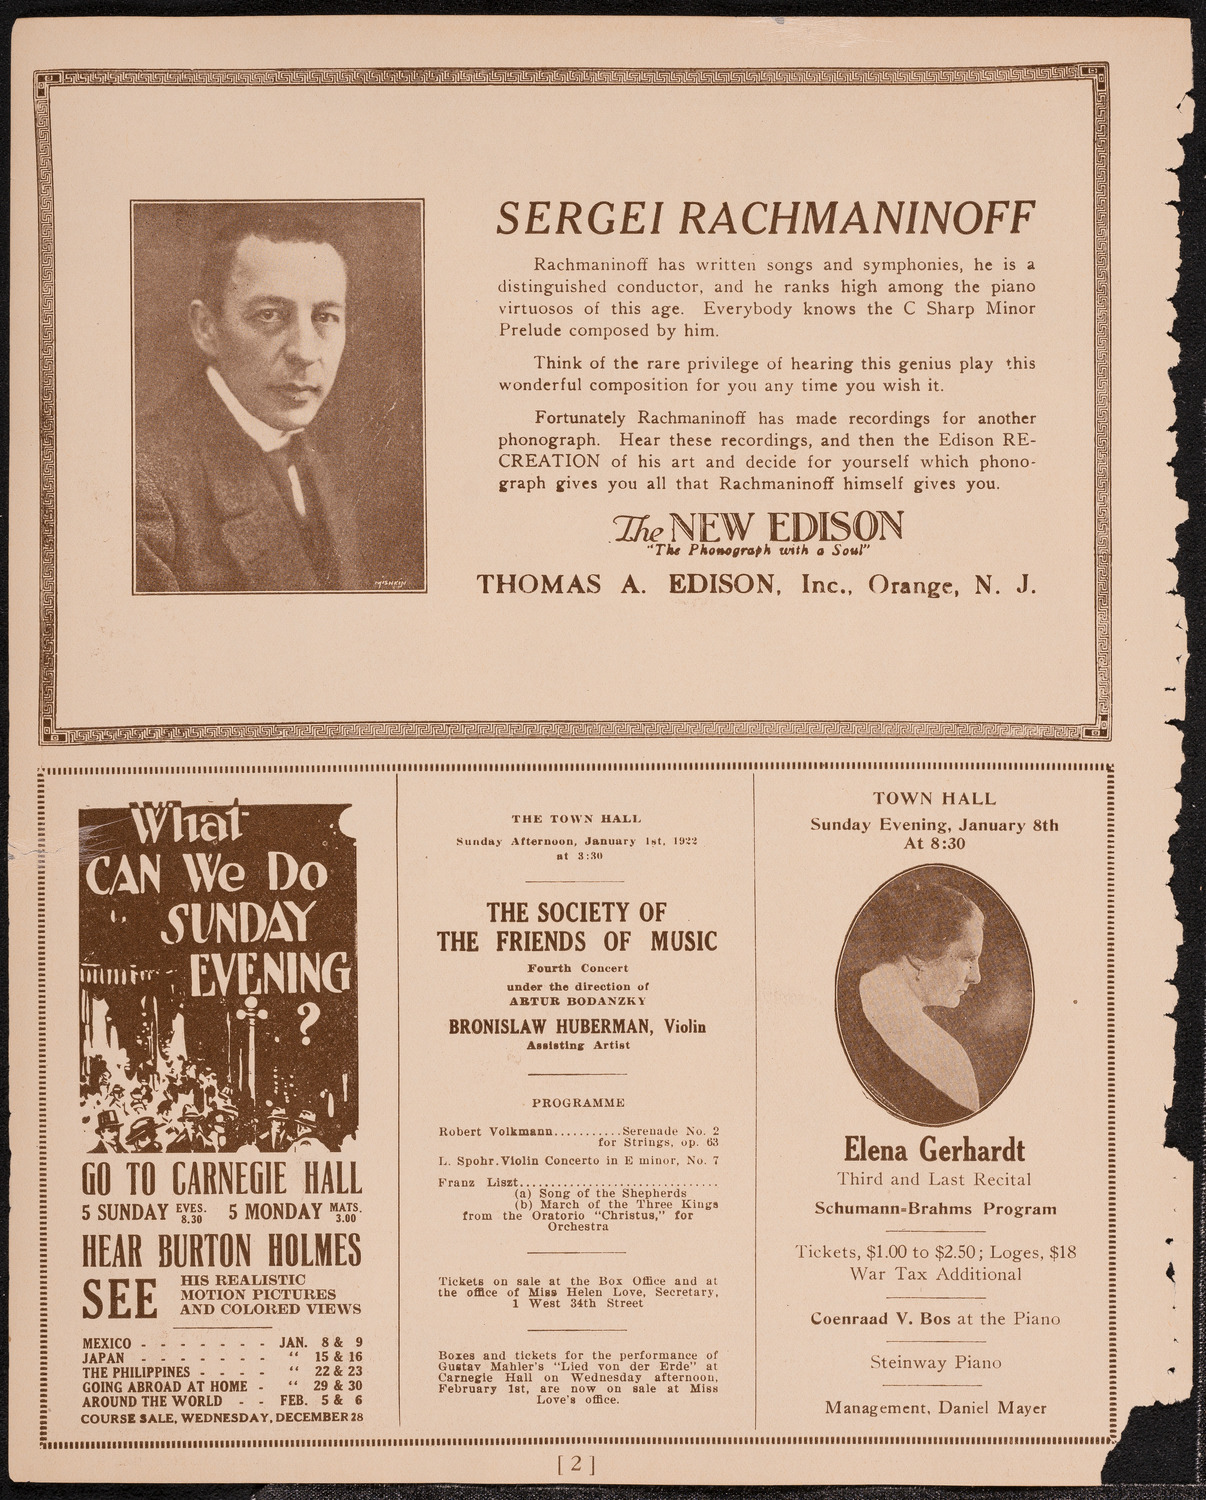 SERGEI RACHMANINOFF
Rachmaninoff has written songs and symphonies, he is a
distinguished conductor, and he ranks high among the piano
virtuosos of this age. Everybody knows the C Sharp Minor
Prelude composed by him.
Think of the rare privilege of hearing this genius play this
wonderful composition for you any time you wish it.
Fortunately Rachmaninoff has made recordings for another
phonograph. Hear these recordings, and then the Edison RE-
CREATION of his art and decide for yourself which phono-
graph gives you all that Rachmaninoff himself gives you.
The NEW EDISON
"The Phonograph with a Soul"
THOMAS A. EDISON, Inc., Orange, N. J.
MISHKIN
What
CAN We Do
SUNDAY
EVENING
?
GO TO CARNEGIE HALL
5 SUNDAY EVES. 8.30 5 MONDAY MATS. 3.00
HEAR BURTON HOLMES
SEE HIS REALISTIC
MOTION PICTURES
AND COLORED VIEWS
MEXICO - - - - - - - JAN. 8 & 9
JAPAN - - - - - - - " 15 & 16
THE PHILIPPINES - - - - " 22 & 23
GOING ABROAD AT HOME - " 29 & 30
AROUND THE WORLD - - FEB. 5 & 6
COURSE SALE, WEDNESDAY, DECEMBER 28
THE TOWN HALL
Sunday Afternoon, January 1st, 1922
at 3:30
THE SOCIETY OF
THE FRIENDS OF MUSIC
Fourth Concert
under the direction of
ARTUR BODANZKY
BRONISLAW HUBERMAN, Violin
Assisting Artist
PROGRAMME
Robert Volkmann...........Serenade No. 2
for Strings, op. 63
L. Spohr.Violin Concerto in E minor, No. 7
Franz Liszt................................
(a) Song of the Shepherds
(b) March of the Three Kings
from the Oratorio "Christus," for
Orchestra
Tickets on sale at the Box Office and at
the office of Miss Helen Love, Secretary,
1 West 34th Street
Boxes and tickets for the performance of
Gustav Mahler's "Lied von der Erde" at
Carnegie Hall on Wednesday afternoon,
February 1st, are now on sale at Miss
Love's office.
TOWN HALL
Sunday Evening, January 8th
At 8:30
Elena Gerhardt
Third and Last Recital
Schumann-Brahms Program
Tickets, $1.00 to $2.50; Loges, $18
War Tax Additional
Coenraad V. Bos at the Piano
Steinway Piano
Management, Daniel Mayer
[ 2 ]